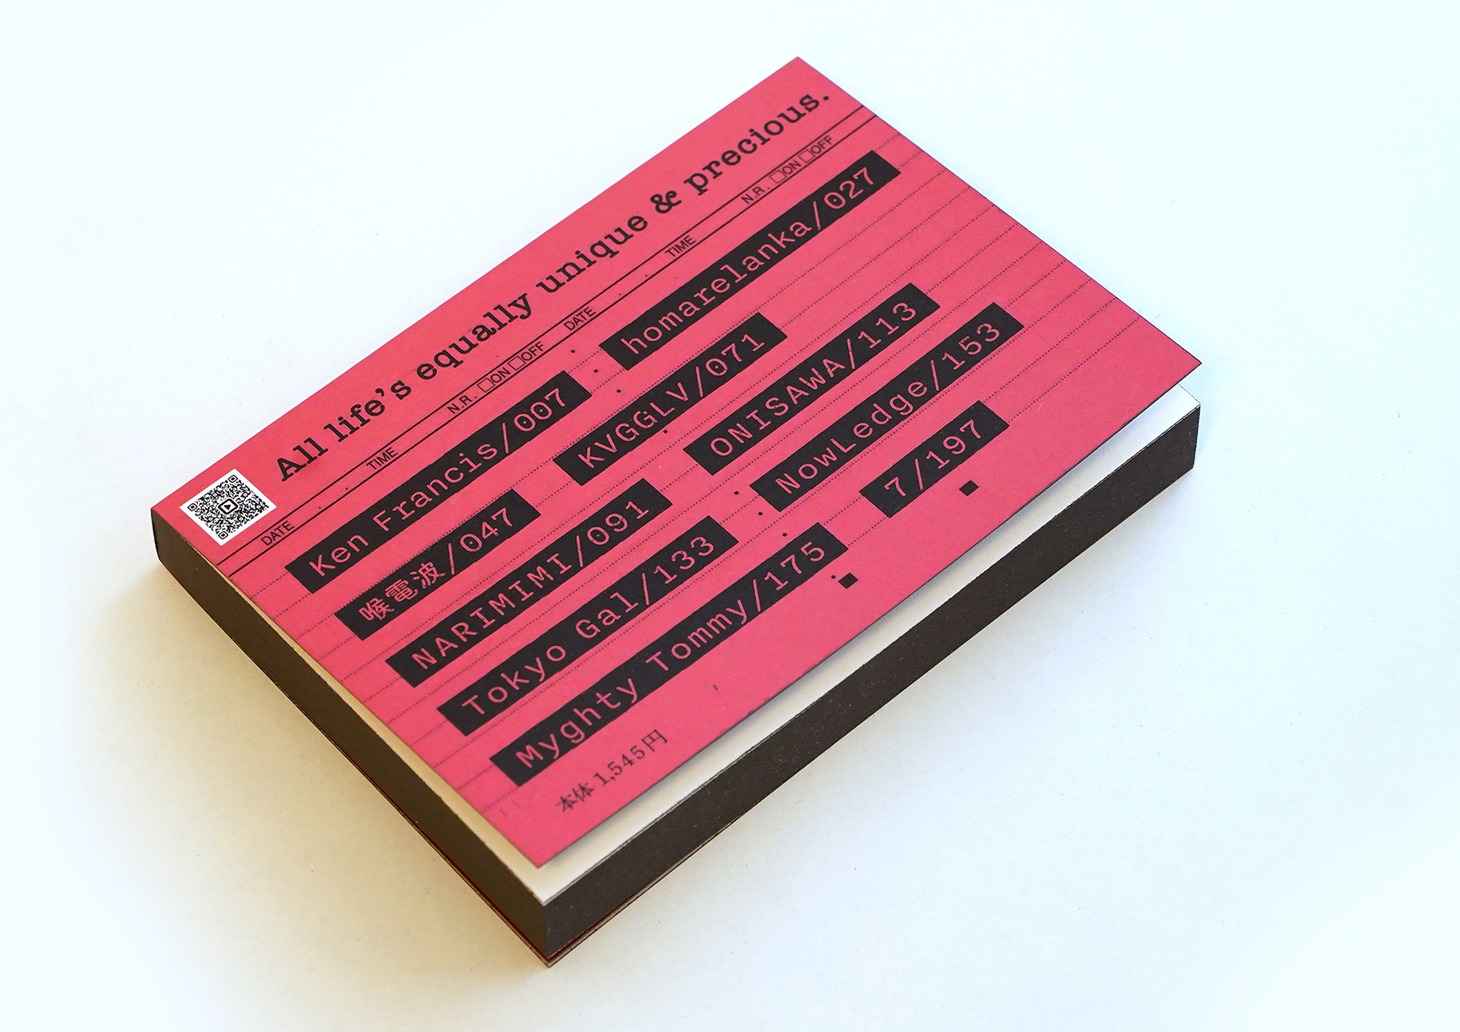 All life's equally unique & precious.
DATE TIME N.R. ☐ON ☐OFF DATE TIME N.R. ☐ON ☐OFF
Ken Francis/007 homarelanka/027
喉電波/047 KVGGLV/071
NARIMIMI/091 ONISAWA/113
Tokyo Gal/133 NowLedge/153
Myghty Tommy/175 7/197
本体 1,545円